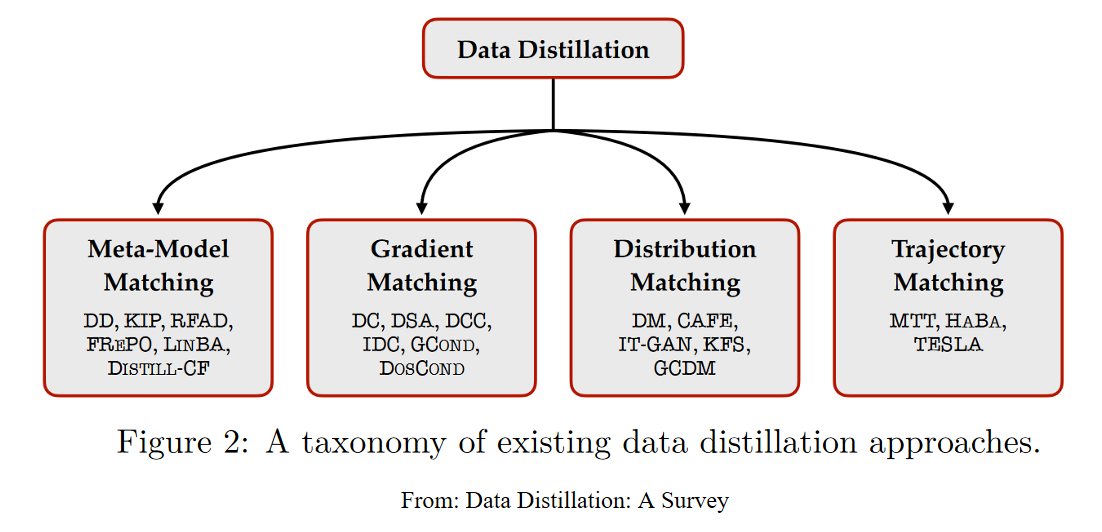 Data Distillation
Meta-Model
Matching
DD, KIP, RFAD,
FREPO, LINBA,
DISTILL-CF
Gradient
Matching
DC, DSA, DCC,
IDC, GCOND,
DOSCOND
Distribution
Matching
DM, CAFE,
IT-GAN, KFS,
GCDM
Trajectory
Matching
MTT, HABA,
TESLA
Figure 2: A taxonomy of existing data distillation approaches.
From: Data Distillation: A Survey